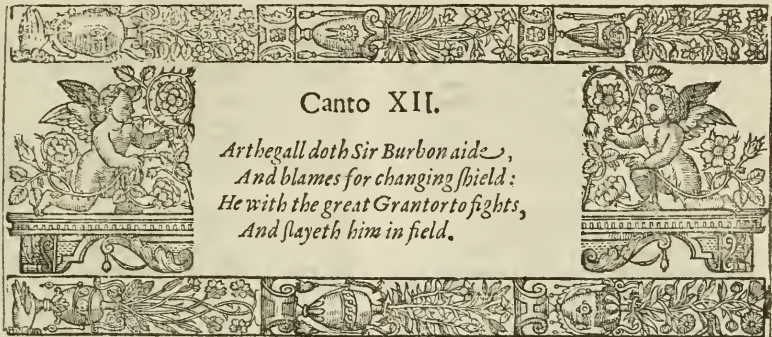 Canto XII.
Arthegall doth Sir Burbon aide,
And blames for changing ſhield:
He with the great Grantorto fights,
And ſlayeth him in field.